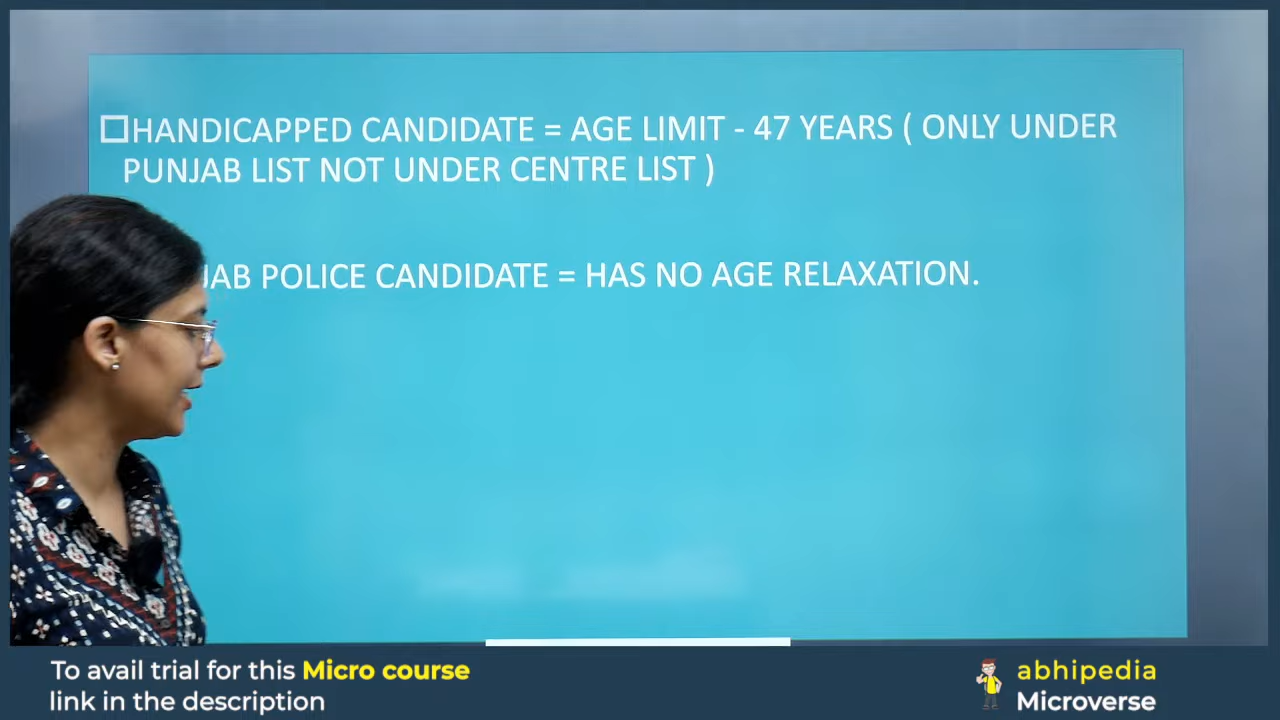 HANDICAPPED CANDIDATE = AGE LIMIT - 47 YEARS ( ONLY UNDER
PUNJAB LIST NOT UNDER CENTRE LIST )
POLICE CANDIDATE = HAS NO AGE RELAXATION.
To avail trial for this Micro course
link in the description
abhipedia
Microverse